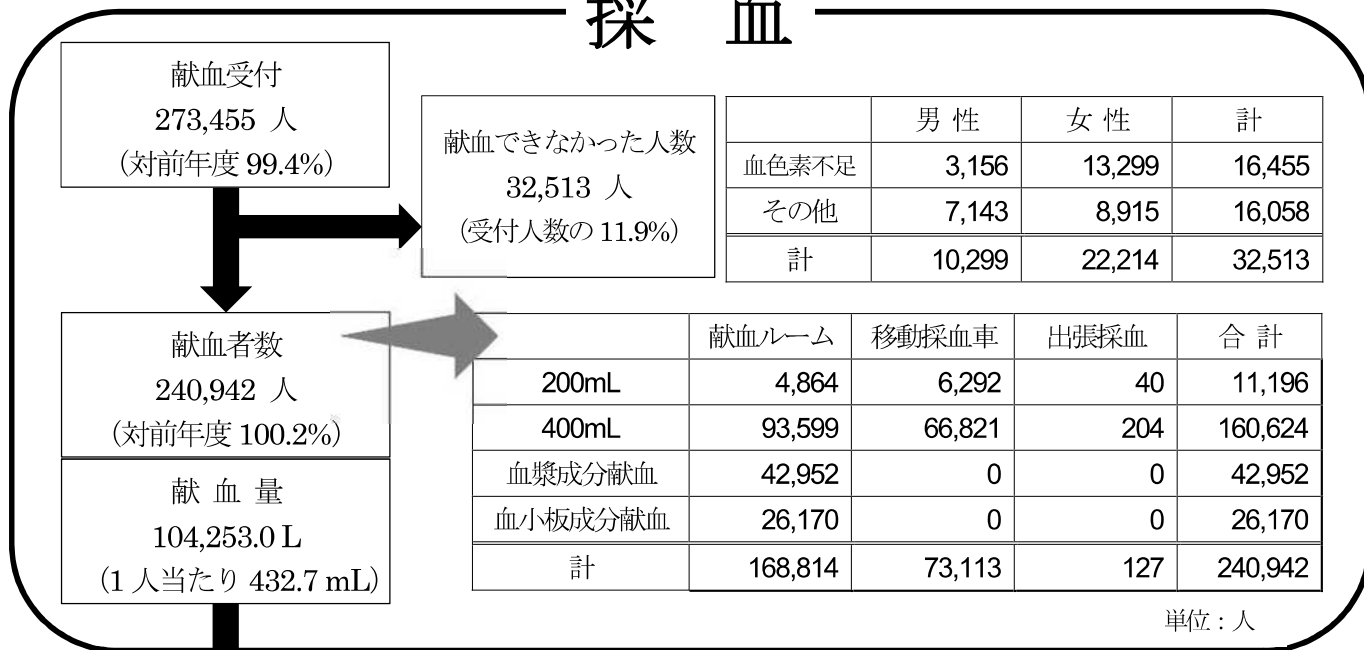 採 血
献血受付
273,455 人
(対前年度 99.4%)
献血できなかった人数
32,513 人
(受付人数の 11.9%)
男 性 女 性 計
血色素不足 3,156 13,299 16,455
その他 7,143 8,915 16,058
計 10,299 22,214 32,513
献血者数
240,942 人
(対前年度 100.2%)
献 血 量
104,253.0 L
(1 人当たり 432.7 mL)
献血ルーム 移動採血車 出張採血 合 計
200mL 4,864 6,292 40 11,196
400mL 93,599 66,821 204 160,624
血漿成分献血 42,952 0 0 42,952
血小板成分献血 26,170 0 0 26,170
計 168,814 73,113 127 240,942
単位:人